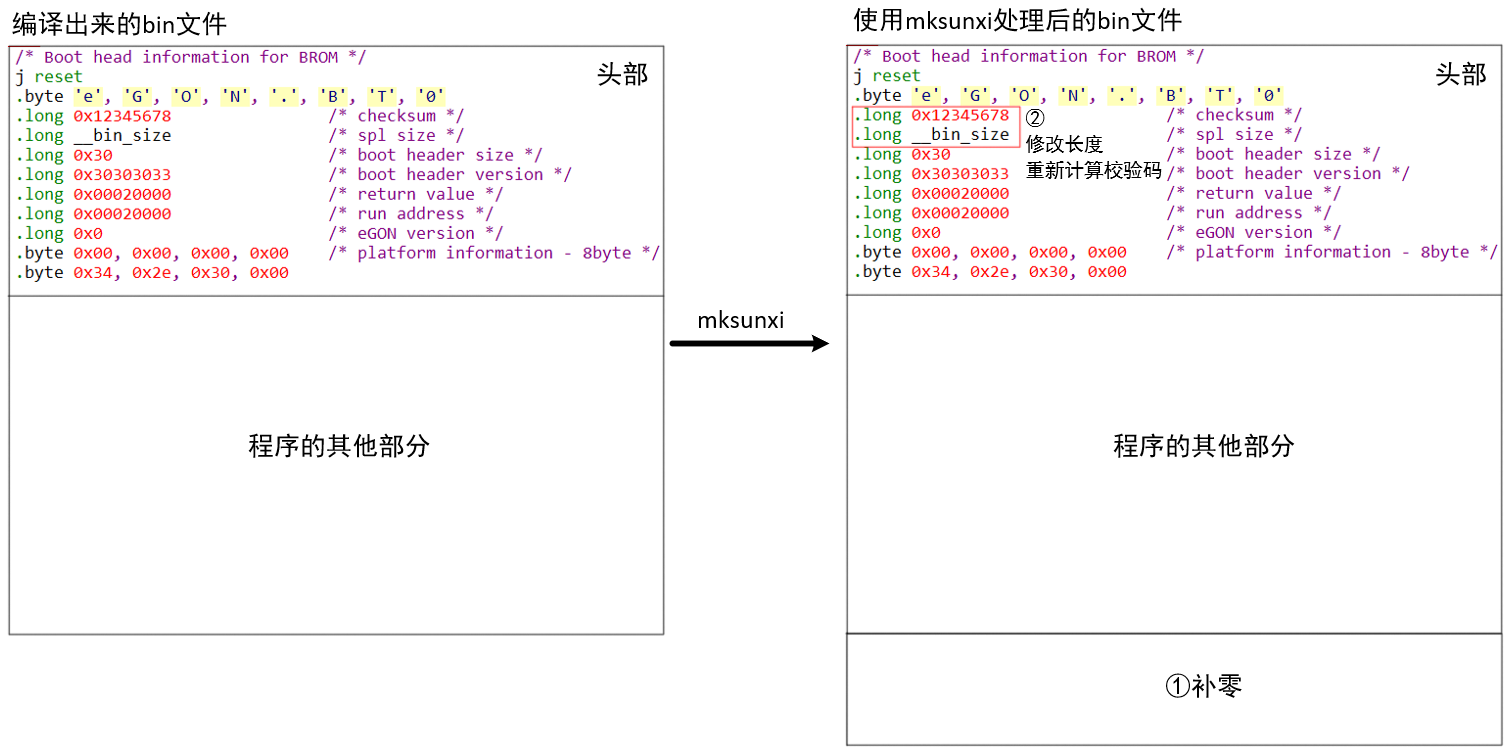 编译出来的bin文件
/* Boot head information for BROM */
头部
j reset
.byte 'e', 'G', 'O', 'N', '.', 'B', 'T', '0'
.long 0x12345678 /* checksum */
.long __bin_size /* spl size */
.long 0x30 /* boot header size */
.long 0x30303033 /* boot header version */
.long 0x00020000 /* return value */
.long 0x00020000 /* run address */
.long 0x0 /* eGON version */
.byte 0x00, 0x00, 0x00, 0x00 /* platform information - 8byte */
.byte 0x34, 0x2e, 0x30, 0x00
程序的其他部分
mksunxi
使用mksunxi处理后的bin文件
/* Boot head information for BROM */
头部
j reset
.byte 'e', 'G', 'O', 'N', '.', 'B', 'T', '0'
.long 0x12345678 /* checksum */
.long __bin_size /* spl size */
②
修改长度
重新计算校验码
.long 0x30 /* boot header size */
.long 0x30303033 /* boot header version */
.long 0x00020000 /* return value */
.long 0x00020000 /* run address */
.long 0x0 /* eGON version */
.byte 0x00, 0x00, 0x00, 0x00 /* platform information - 8byte */
.byte 0x34, 0x2e, 0x30, 0x00
程序的其他部分
①补零